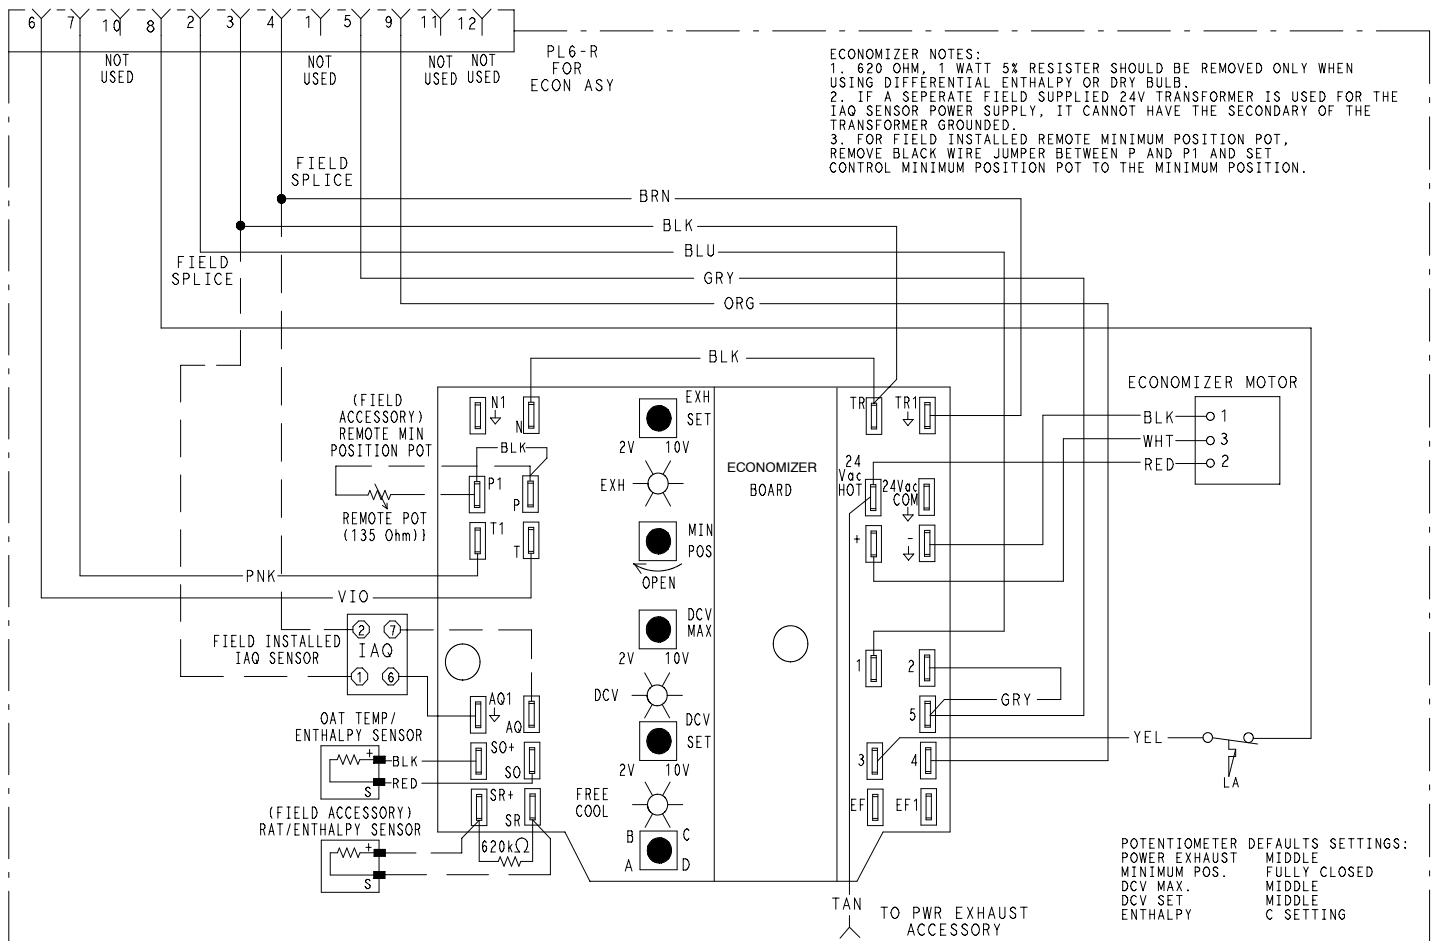 6 7 10 8 2 3 4 1 5 9 11 12
NOT
USED
NOT
USED
NOT
USED
NOT
USED
PL6-R
FOR
ECON ASY
ECONOMIZER NOTES:
1. 620 OHM, 1 WATT 5% RESISTER SHOULD BE REMOVED ONLY WHEN
USING DIFFERENTIAL ENTHALPY OR DRY BULB.
2. IF A SEPERATE FIELD SUPPLIED 24V TRANSFORMER IS USED FOR THE
IAQ SENSOR POWER SUPPLY, IT CANNOT HAVE THE SECONDARY OF THE
TRANSFORMER GROUNDED.
3. FOR FIELD INSTALLED REMOTE MINIMUM POSITION POT,
REMOVE BLACK WIRE JUMPER BETWEEN P AND P1 AND SET
CONTROL MINIMUM POSITION POT TO THE MINIMUM POSITION.
FIELD
SPLICE
BRN
BLK
BLU
FIELD
SPLICE
GRY
ORG
BLK
ECONOMIZER MOTOR
BLK 1
WHT 3
RED 2
(FIELD
ACCESSORY)
REMOTE MIN
POSITION POT
REMOTE POT
(135 Ohm)}
N1
N
BLK
P1
P
T1
T
PNK
VIO
EXH
SET
2V 10V
EXH
MIN
POS
OPEN
DCV
MAX
2V 10V
DCV
DCV
SET
2V 10V
FREE
COOL
B C
A D
ECONOMIZER
BOARD
TR
TR1
24
Vac
HOT
24Vac
COM
+
-
1
2
GRY
5
3
4
EF
EF1
YEL
LA
FIELD INSTALLED
IAQ SENSOR
2 7
IAQ
1 6
AQ1
AQ
OAT TEMP/
ENTHALPY SENSOR
+
BLK
RED
S
SO+
SO
(FIELD ACCESSORY)
RAT/ENTHALPY SENSOR
+
S
SR+
SR
620kΩ
TAN
TO PWR EXHAUST
ACCESSORY
POTENTIOMETER DEFAULTS SETTINGS:
POWER EXHAUST MIDDLE
MINIMUM POS. FULLY CLOSED
DCV MAX. MIDDLE
DCV SET MIDDLE
ENTHALPY C SETTING